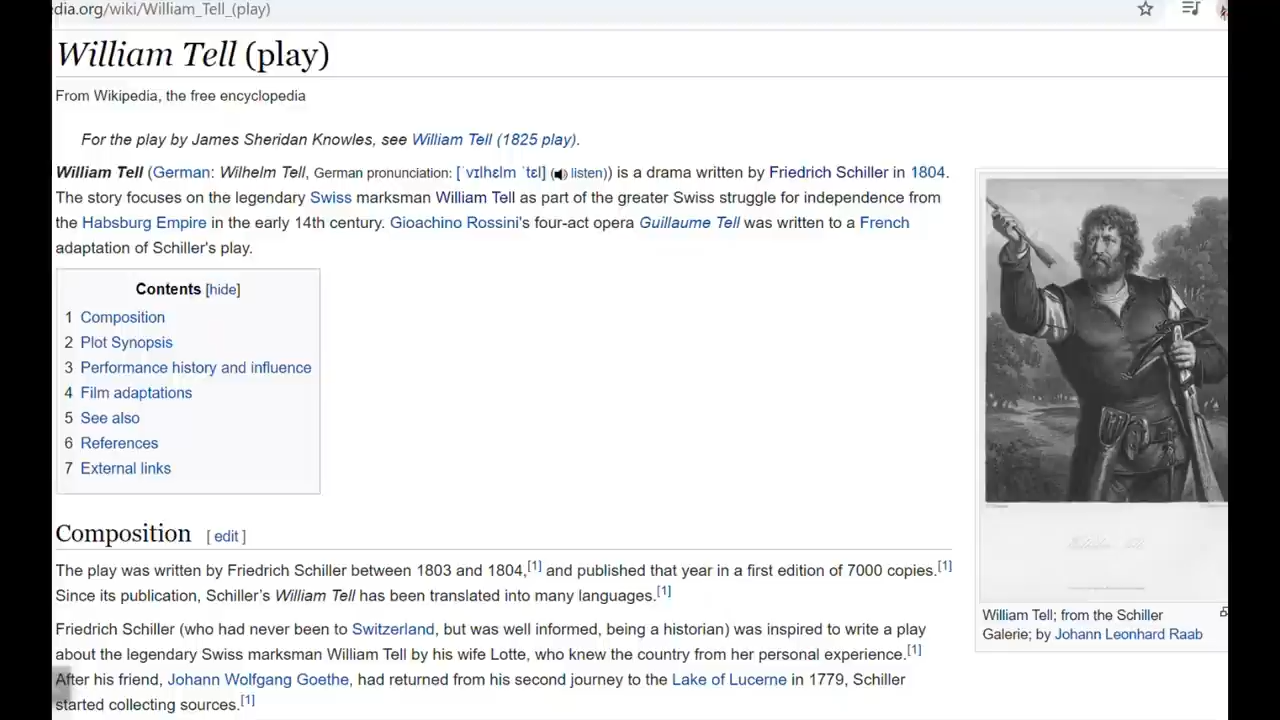 dia.org/wiki/William_Tell_(play)
William Tell (play)
From Wikipedia, the free encyclopedia
For the play by James Sheridan Knowles, see William Tell (1825 play).
William Tell (German: Wilhelm Tell, German pronunciation: [ˈvɪlhɛlm ˈtɛl] (listen)) is a drama written by Friedrich Schiller in 1804.
The story focuses on the legendary Swiss marksman William Tell as part of the greater Swiss struggle for independence from
the Habsburg Empire in the early 14th century. Gioachino Rossini's four-act opera Guillaume Tell was written to a French
adaptation of Schiller's play.
Contents [hide]
1 Composition
2 Plot Synopsis
3 Performance history and influence
4 Film adaptations
5 See also
6 References
7 External links
Composition [ edit ]
The play was written by Friedrich Schiller between 1803 and 1804,[1] and published that year in a first edition of 7000 copies.[1]
Since its publication, Schiller's William Tell has been translated into many languages.[1]
Friedrich Schiller (who had never been to Switzerland, but was well informed, being a historian) was inspired to write a play
about the legendary Swiss marksman William Tell by his wife Lotte, who knew the country from her personal experience.[1]
After his friend, Johann Wolfgang Goethe, had returned from his second journey to the Lake of Lucerne in 1779, Schiller
started collecting sources.[1]
William Tell; from the Schiller
Galerie; by Johann Leonhard Raab